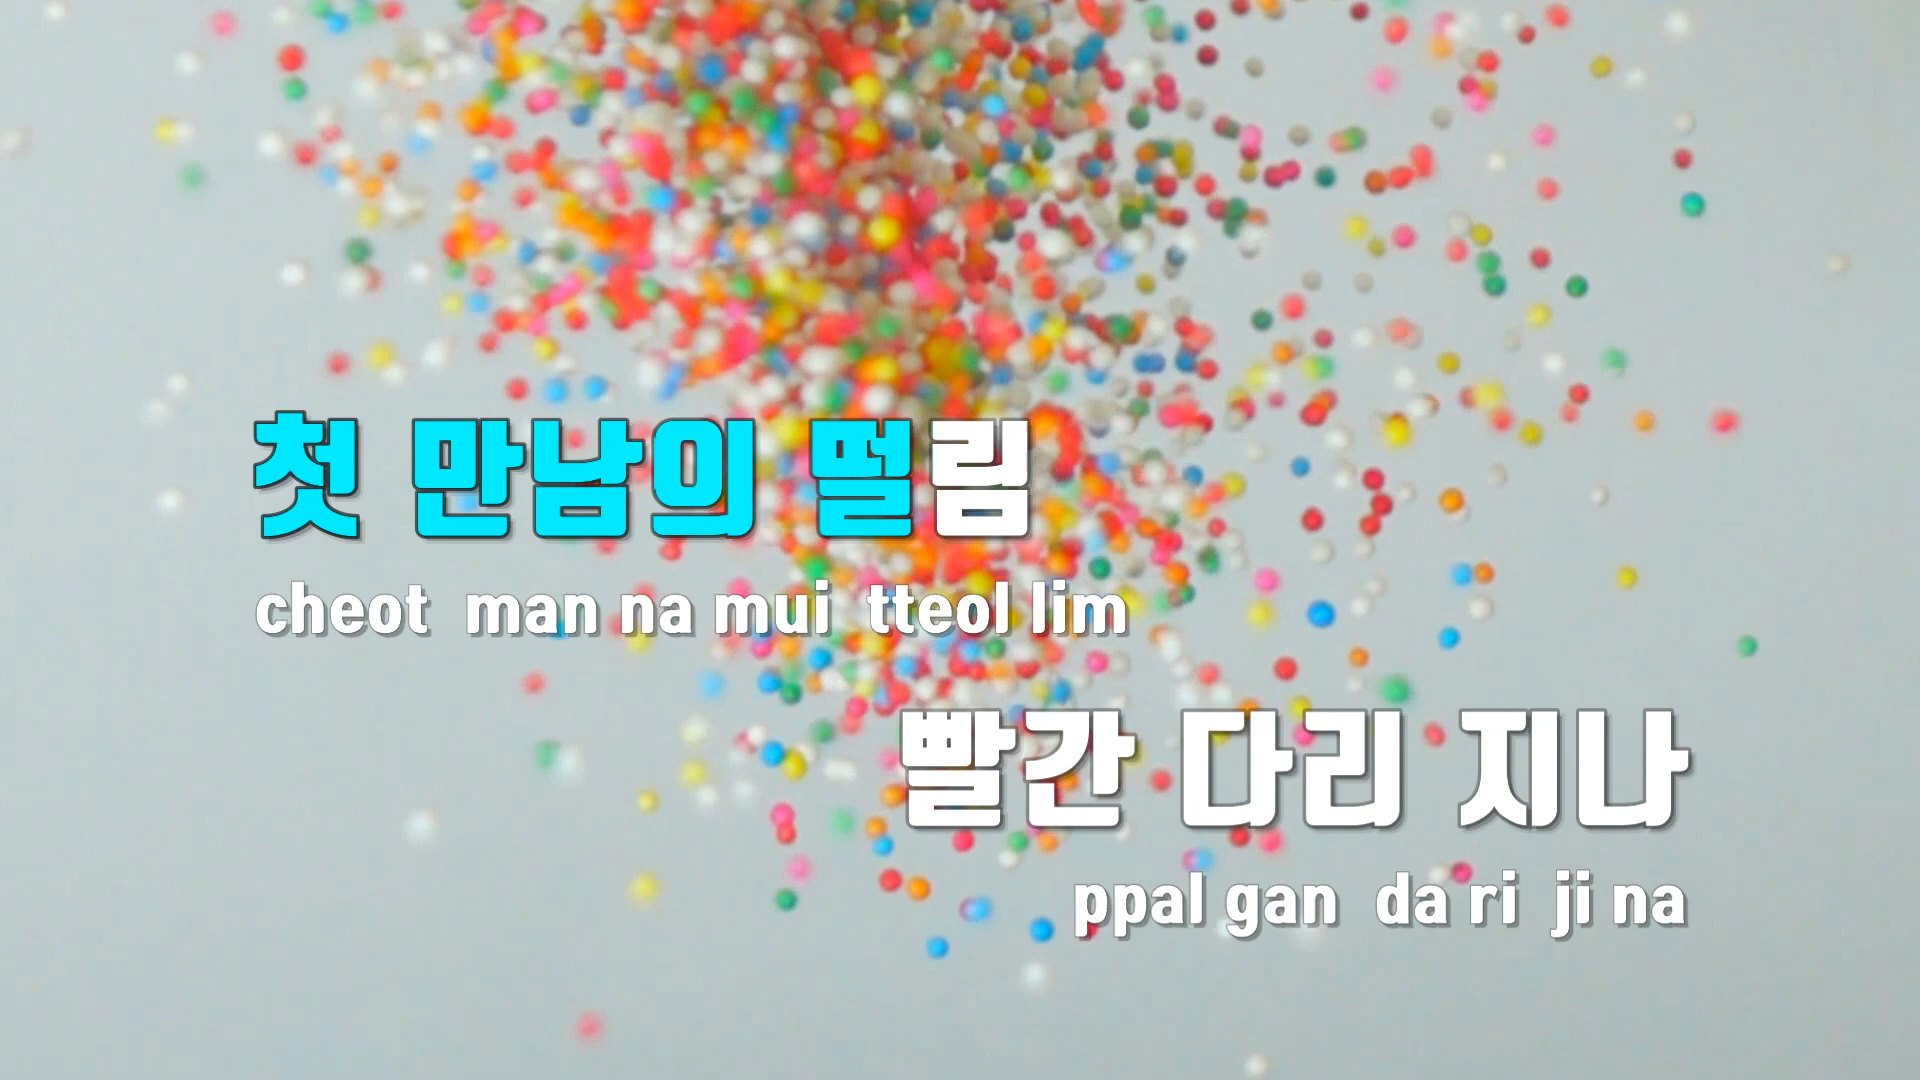 첫 만남의 떨림
cheot man na mui tteol lim
빨간 다리 지나
ppal gan da ri ji na